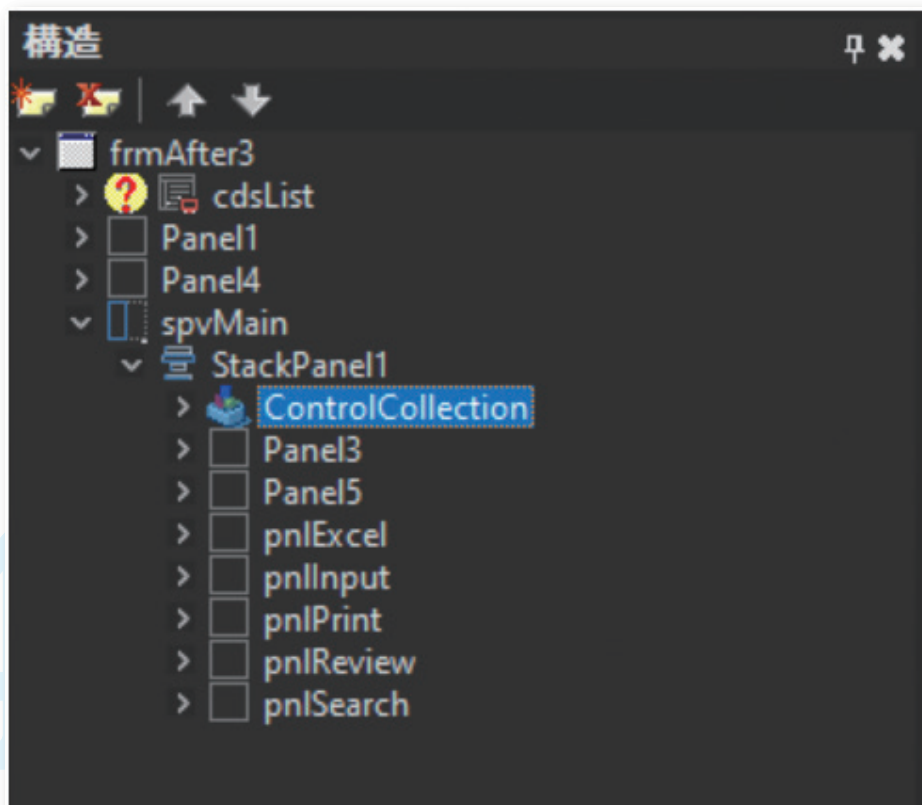 構造
frmAfter3
cdsList
Panel1
Panel4
spvMain
StackPanel1
ControlCollection
Panel3
Panel5
pnlExcel
pnlInput
pnlPrint
pnlReview
pnlSearch